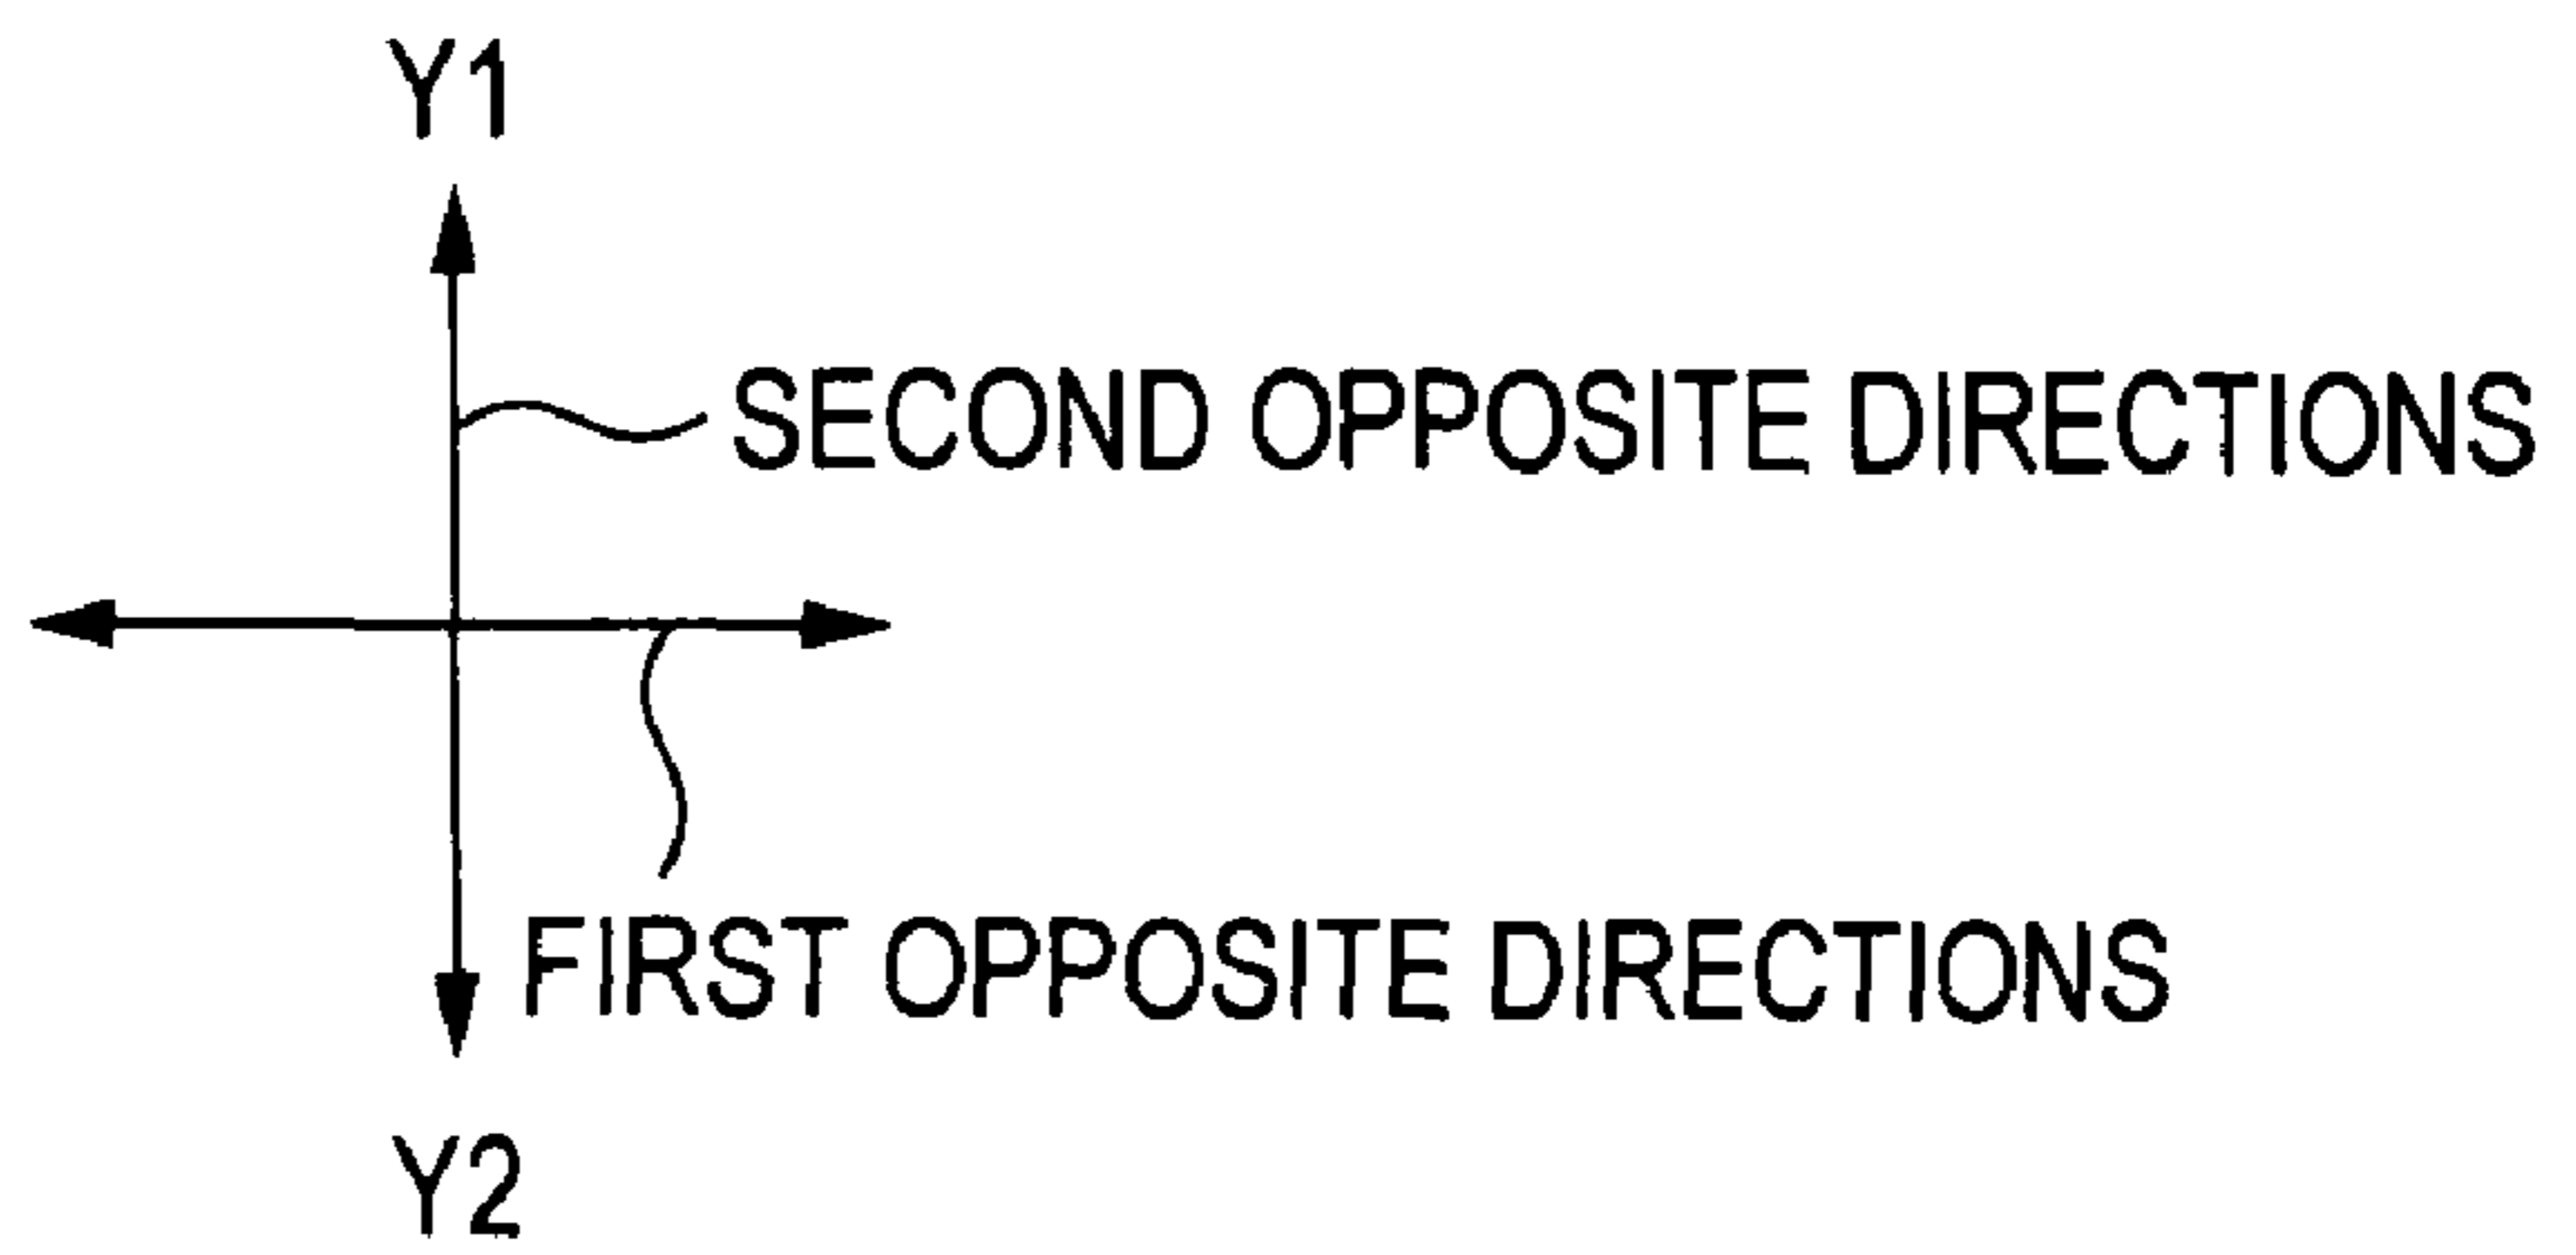 Y1
SECOND OPPOSITE DIRECTIONS
FIRST OPPOSITE DIRECTIONS
Y2